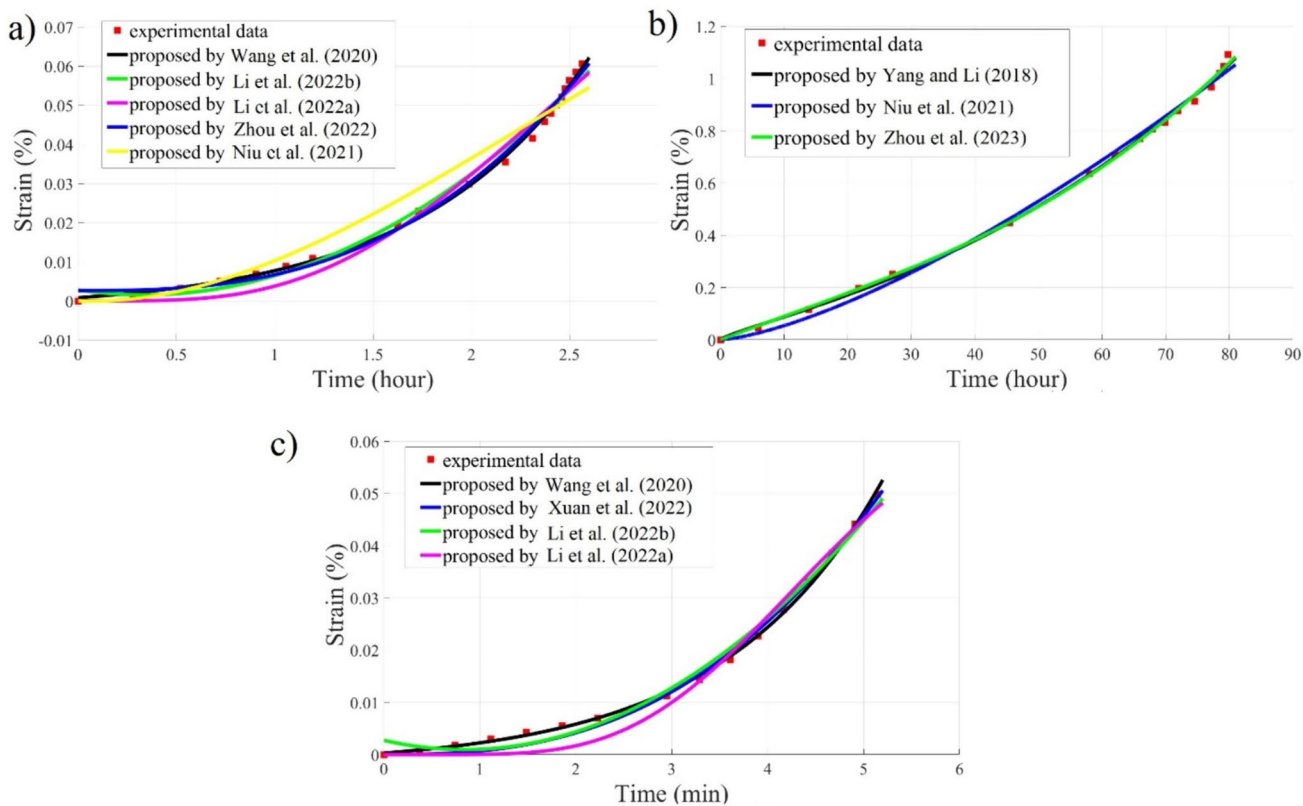 a)
0.07
0.06
0.05
0.04
0.03
0.02
0.01
0
-0.01
Strain (%)
experimental data
proposed by Wang et al. (2020)
proposed by Li et al. (2022b)
proposed by Li ct al. (2022a)
proposed by Zhou et al. (2022)
proposed by Niu ct al. (2021)
0 0.5 1 1.5 2 2.5
Time (hour)
b)
1.2
1
0.8
0.6
0.4
0.2
0
Strain (%)
experimental data
proposed by Yang and Li (2018)
proposed by Niu et al. (2021)
proposed by Zhou et al. (2023)
0 10 20 30 40 50 60 70 80 90
Time (hour)
c)
0.06
0.05
0.04
0.03
0.02
0.01
0
Strain (%)
experimental data
proposed by Wang et al. (2020)
proposed by Xuan et al. (2022)
proposed by Li et al. (2022b)
proposed by Li et al. (2022a)
0 1 2 3 4 5 6
Time (min)